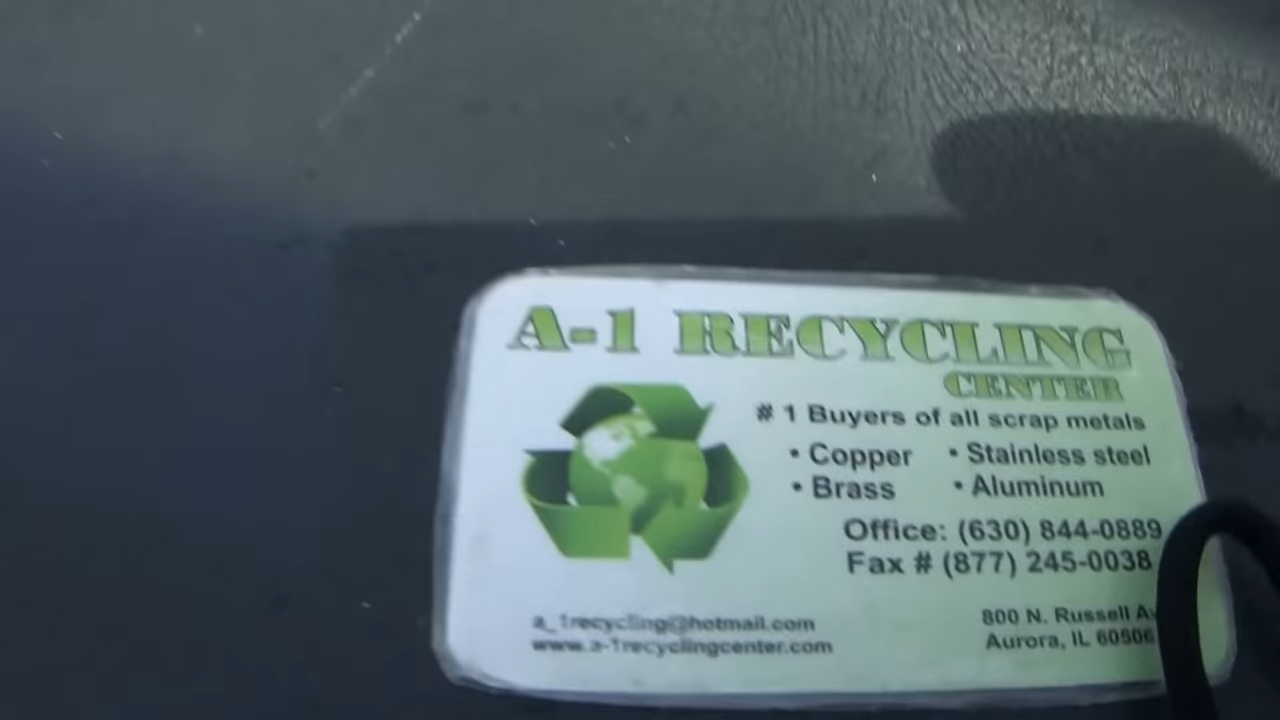 A-1 RECYCLING
CENTER
# 1 Buyers of all scrap metals
• Copper • Stainless steel
• Brass • Aluminum
Office: (630) 844-0889
Fax # (877) 245-0038
a_1recycling@hotmail.com
www.a-1recyclingcenter.com
800 N. Russell
Aurora, IL 60506